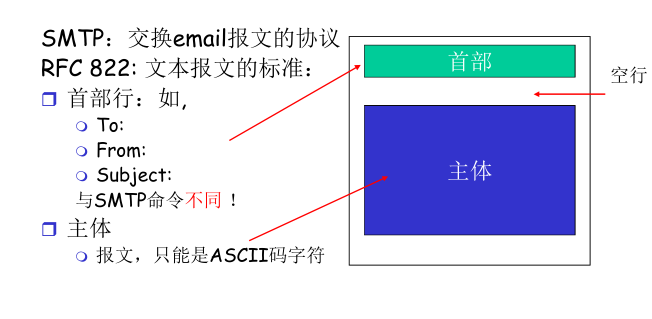 SMTP：交换email报文的协议
RFC 822: 文本报文的标准：
首部行：如,
To:
From:
Subject:
与SMTP命令不同！
主体
报文，只能是ASCII码字符
首部
空行
主体